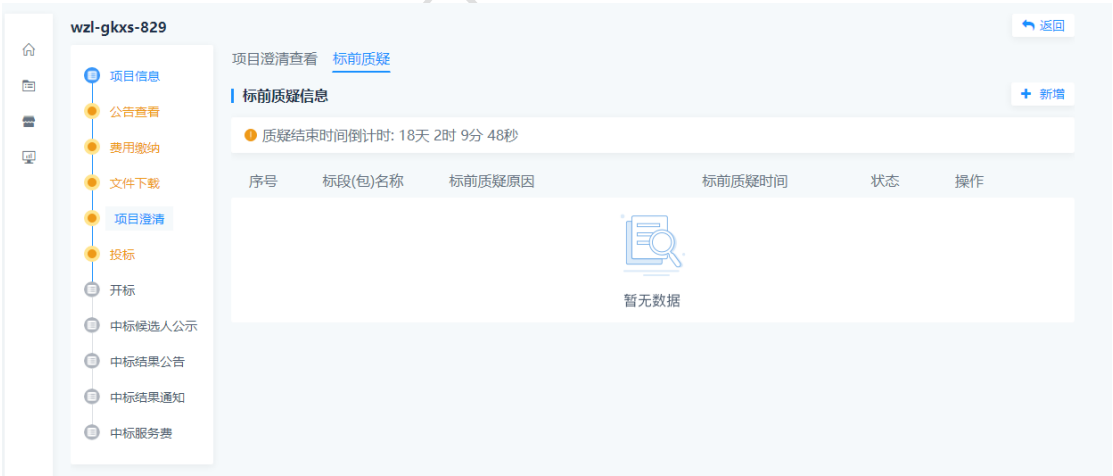 wzl-gkxs-829
返回
项目信息
公告查看
费用缴纳
文件下载
项目澄清
投标
开标
中标候选人公示
中标结果公告
中标结果通知
中标服务费
项目澄清查看 标前质疑
标前质疑信息
新增
质疑结束时间倒计时: 18天 2时 9分 48秒
序号 标段(包)名称 标前质疑原因 标前质疑时间 状态 操作
暂无数据